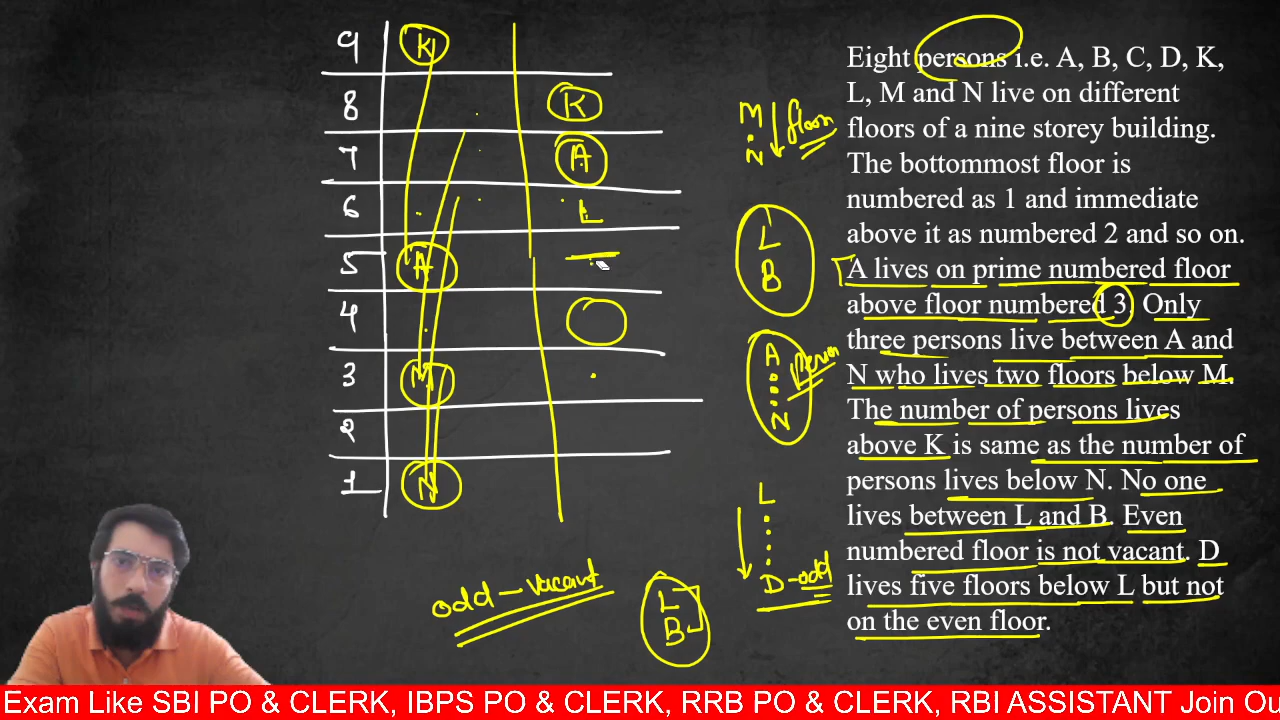 9 K
8 K
7 A
6 L
5 A
4
3 M
2
1 N
odd - vacant
M
N
floor
L
B
A
N
Person
L
D - odd
L
B
Eight persons i.e. A, B, C, D, K,
L, M and N live on different
floors of a nine storey building.
The bottommost floor is
numbered as 1 and immediate
above it as numbered 2 and so on.
A lives on prime numbered floor
above floor numbered 3. Only
three persons live between A and
N who lives two floors below M.
The number of persons lives
above K is same as the number of
persons lives below N. No one
lives between L and B. Even
numbered floor is not vacant. D
lives five floors below L but not
on the even floor.
Exam Like SBI PO & CLERK, IBPS PO & CLERK, RRB PO & CLERK, RBI ASSISTANT Join Ou